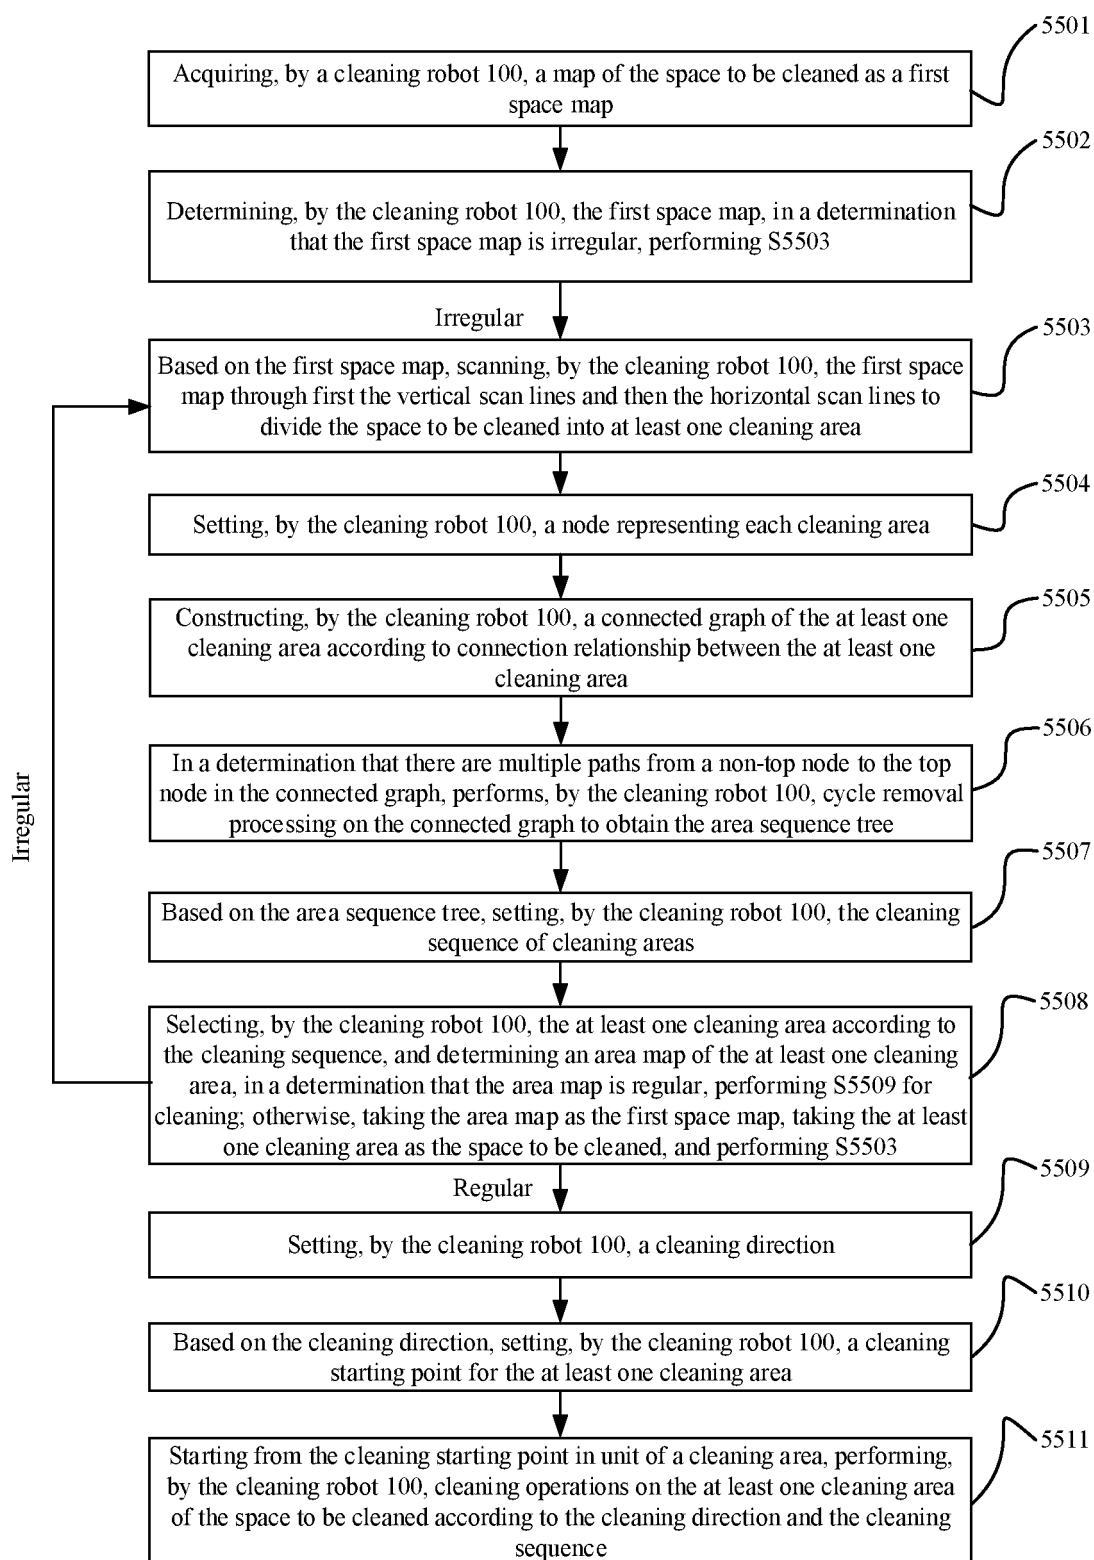 5501
Acquiring, by a cleaning robot 100, a map of the space to be cleaned as a first
space map
5502
Determining, by the cleaning robot 100, the first space map, in a determination
that the first space map is irregular, performing S5503
Irregular
5503
Based on the first space map, scanning, by the cleaning robot 100, the first space
map through first the vertical scan lines and then the horizontal scan lines to
divide the space to be cleaned into at least one cleaning area
5504
Setting, by the cleaning robot 100, a node representing each cleaning area
5505
Constructing, by the cleaning robot 100, a connected graph of the at least one
cleaning area according to connection relationship between the at least one
cleaning area
5506
In a determination that there are multiple paths from a non-top node to the top
node in the connected graph, performs, by the cleaning robot 100, cycle removal
processing on the connected graph to obtain the area sequence tree
Irregular
5507
Based on the area sequence tree, setting, by the cleaning robot 100, the cleaning
sequence of cleaning areas
5508
Selecting, by the cleaning robot 100, the at least one cleaning area according to
the cleaning sequence, and determining an area map of the at least one cleaning
area, in a determination that the area map is regular, performing S5509 for
cleaning; otherwise, taking the area map as the first space map, taking the at least
one cleaning area as the space to be cleaned, and performing S5503
Regular
5509
Setting, by the cleaning robot 100, a cleaning direction
5510
Based on the cleaning direction, setting, by the cleaning robot 100, a cleaning
starting point for the at least one cleaning area
5511
Starting from the cleaning starting point in unit of a cleaning area, performing,
by the cleaning robot 100, cleaning operations on the at least one cleaning area
of the space to be cleaned according to the cleaning direction and the cleaning
sequence